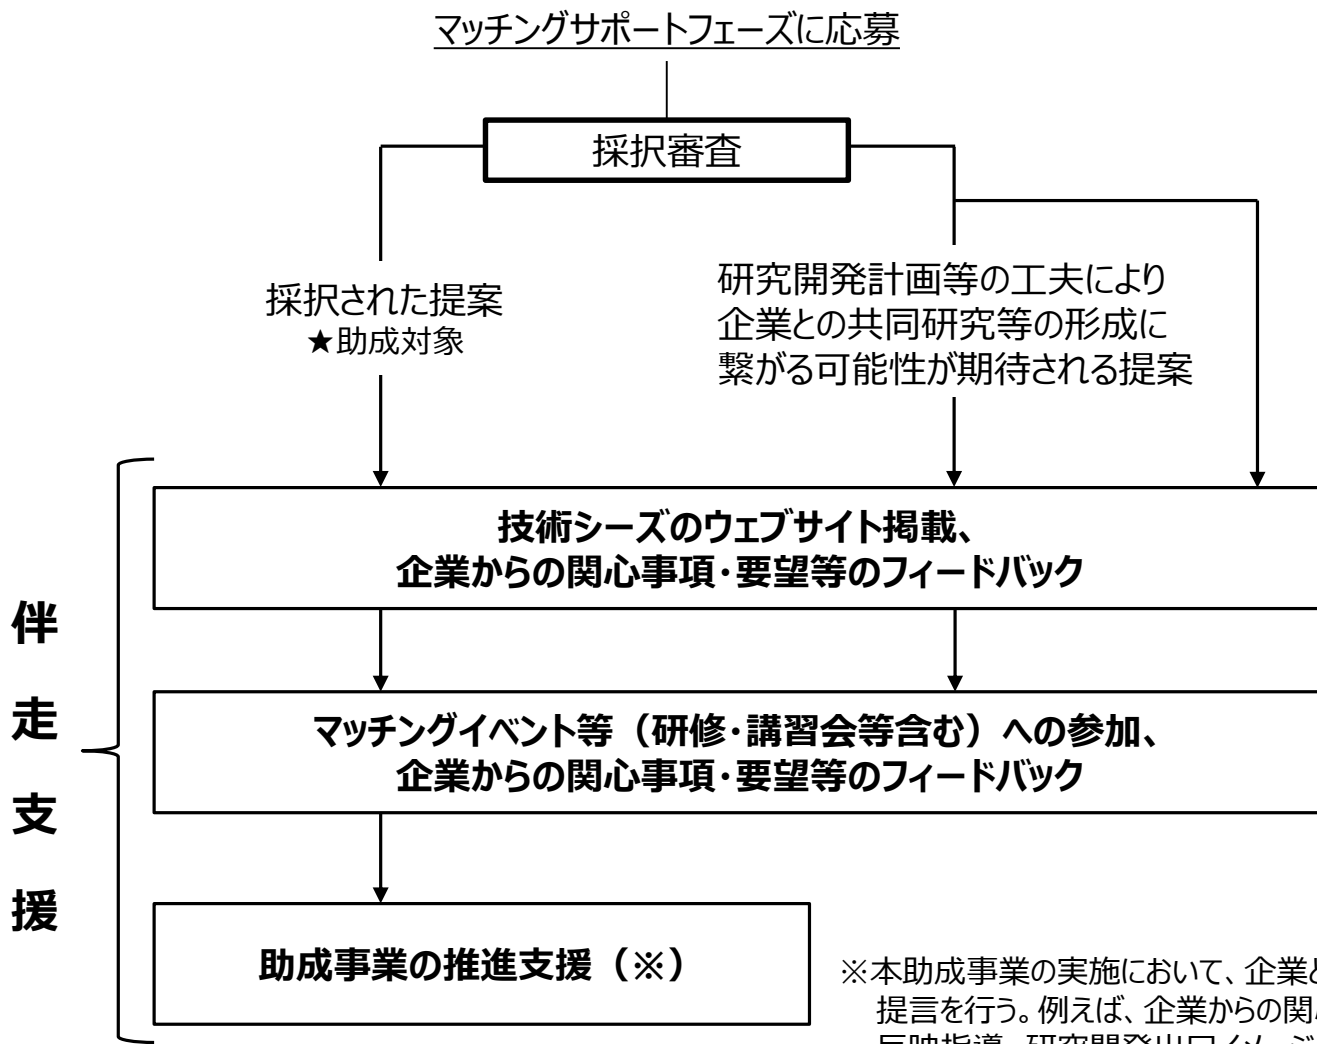 マッチングサポートフェーズに応募
採択審査
採択された提案
★助成対象
研究開発計画等の工夫により
企業との共同研究等の形成に
繋がる可能性が期待される提案
技術シーズのウェブサイト掲載、
企業からの関心事項・要望等のフィードバック
伴走支援
マッチングイベント等（研修・講習会等含む）への参加、
企業からの関心事項・要望等のフィードバック
助成事業の推進支援（※）
※本助成事業の実施において、企業と
提言を行う。例えば、企業からの関